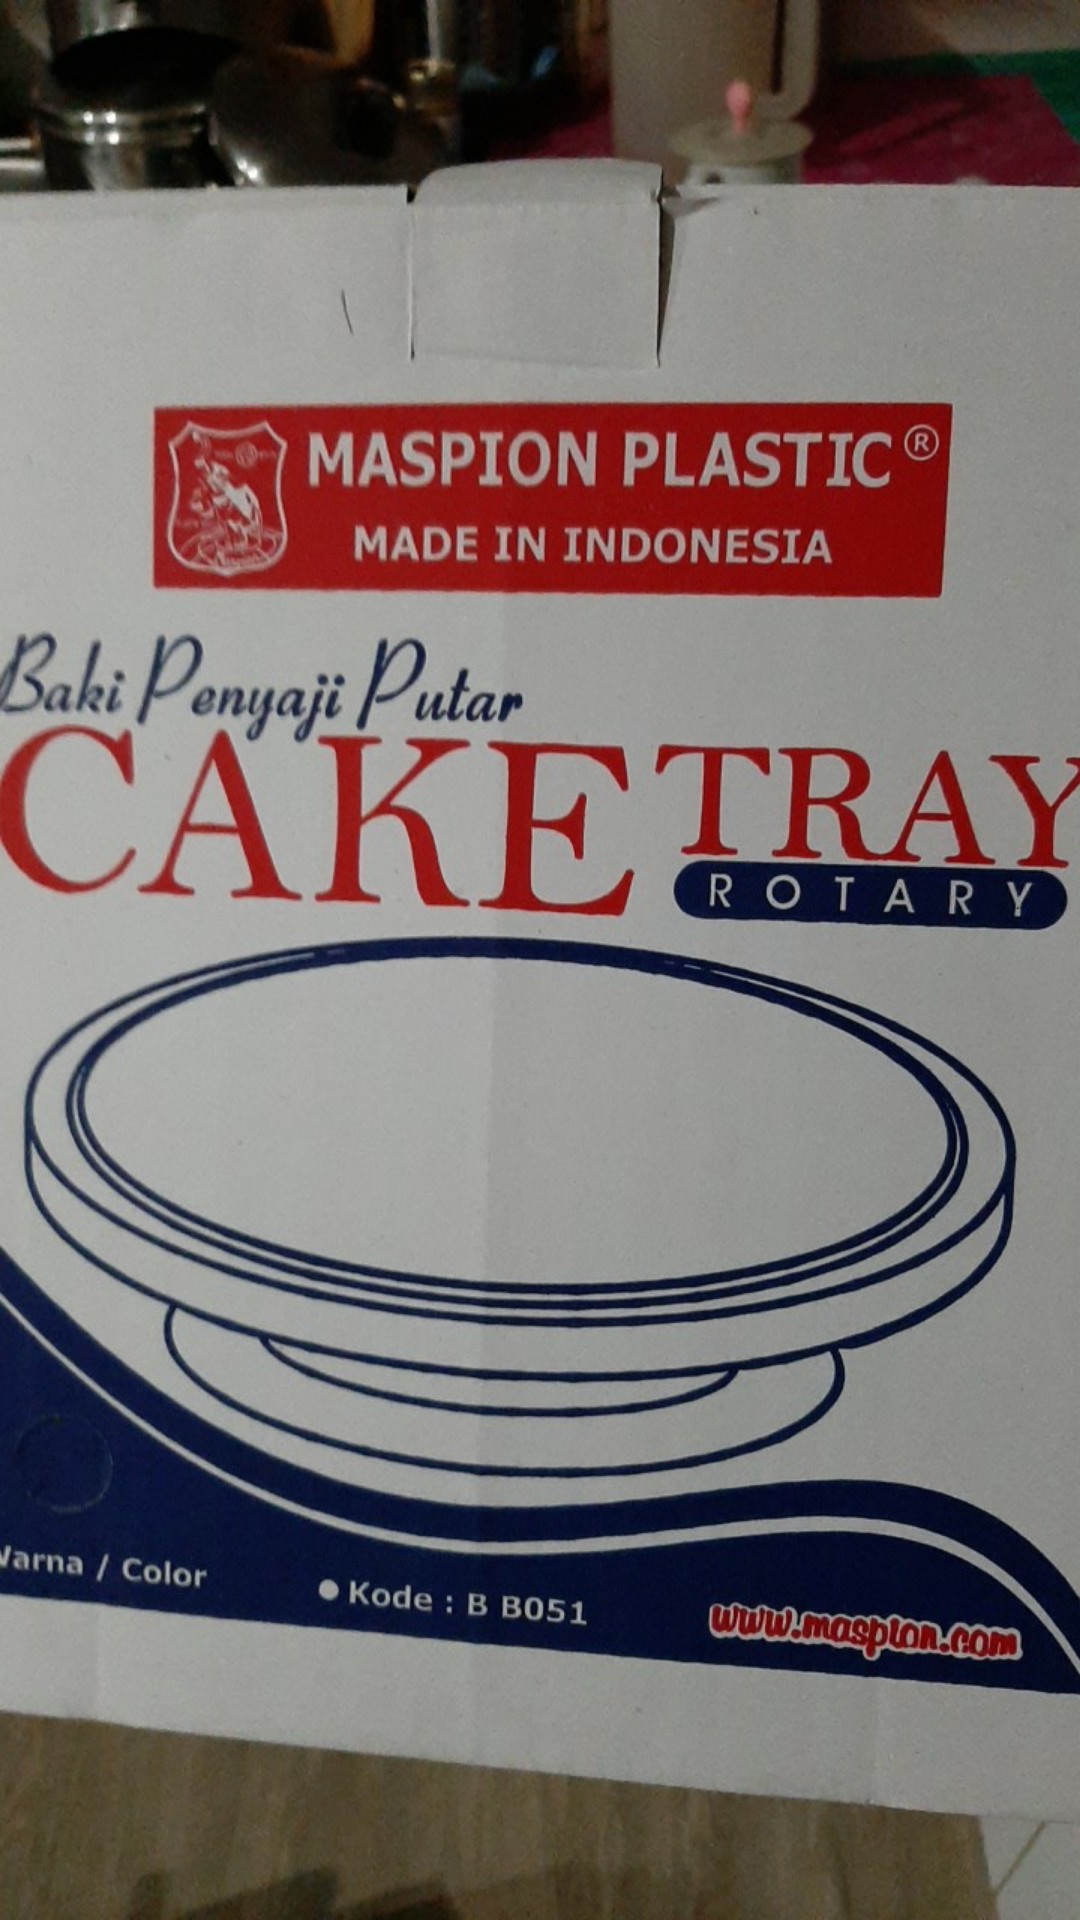 MASPION PLASTIC ®
MADE IN INDONESIA
Baki Penyaji Putar
CAKE TRAY
ROTARY
Warna / Color
Kode : B B051
www.maspion.com